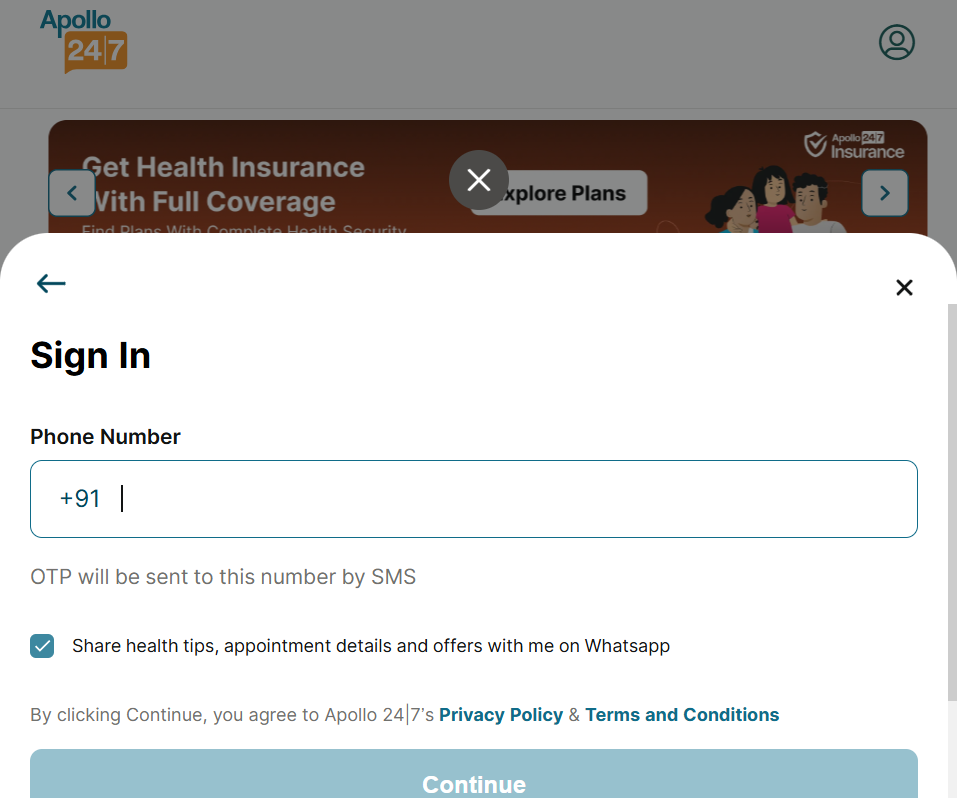 Apollo
24|7
Get Health Insurance
With Full Coverage
Find Plans With Complete Health Security
Explore Plans
Apollo 24|7
Insurance
Sign In
Phone Number
+91
OTP will be sent to this number by SMS
Share health tips, appointment details and offers with me on Whatsapp
By clicking Continue, you agree to Apollo 24|7's Privacy Policy & Terms and Conditions
Continue